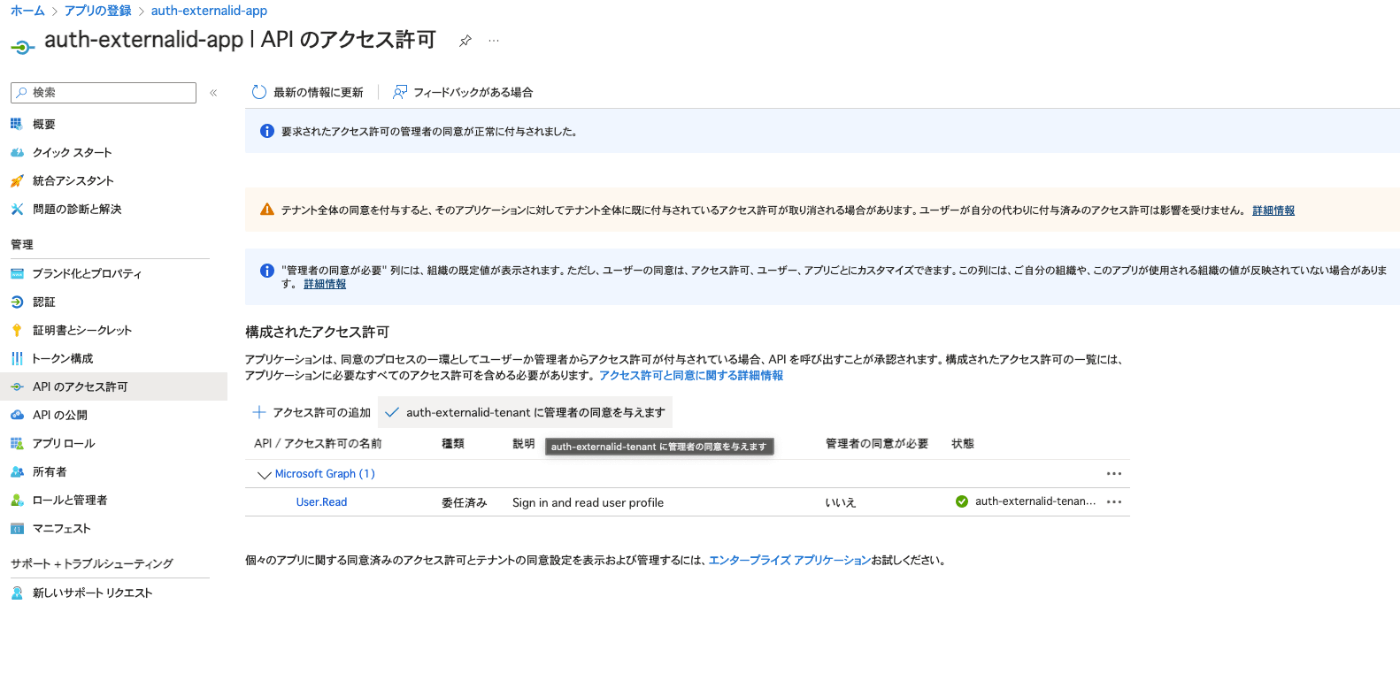 ホーム > アプリの登録 > auth-externalid-app
auth-externalid-app | API のアクセス許可
検索
概要
クイック スタート
統合アシスタント
問題の診断と解決
管理
ブランド化とプロパティ
認証
証明書とシークレット
トークン構成
API のアクセス許可
API の公開
アプリ ロール
所有者
ロールと管理者
マニフェスト
サポート + トラブルシューティング
新しいサポート リクエスト
最新の情報に更新
フィードバックがある場合
要求されたアクセス許可の管理者の同意が正常に付与されました。
テナント全体の同意を付与すると、そのアプリケーションに対してテナント全体に既に付与されているアクセス許可が取り消される場合があります。ユーザーが自分の代わりに付与済みのアクセス許可は影響を受けません。 詳細情報
"管理者の同意が必要" 列には、組織の既定値が表示されます。ただし、ユーザーの同意は、アクセス許可、ユーザー、アプリごとにカスタマイズできます。この列には、ご自分の組織や、このアプリが使用される組織の値が反映されていない場合がありま
す。 詳細情報
構成されたアクセス許可
アプリケーションは、同意のプロセスの一環としてユーザーか管理者からアクセス許可が付与されている場合、API を呼び出すことが承認されます。構成されたアクセス許可の一覧には、
アプリケーションに必要なすべてのアクセス許可を含める必要があります。 アクセス許可と同意に関する詳細情報
アクセス許可の追加 auth-externalid-tenant に管理者の同意を与えます
API / アクセス許可の名前 種類 説明 管理者の同意が必要 状態
auth-externalid-tenant に管理者の同意を与えます
Microsoft Graph (1)
User.Read 委任済み Sign in and read user profile いいえ auth-externalid-tenan...
個々のアプリに関する同意済みのアクセス許可とテナントの同意設定を表示および管理するには、エンタープライズ アプリケーションお試しください。